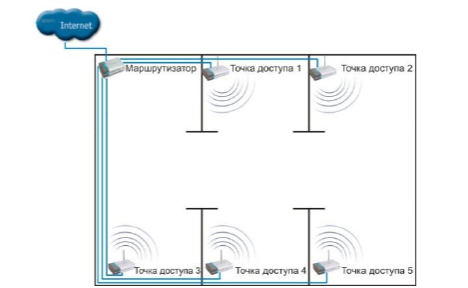 Internet
Маршрутизатор
Точка доступа 1
Точка доступа 2
Точка доступа 3
Точка доступа 4
Точка доступа 5